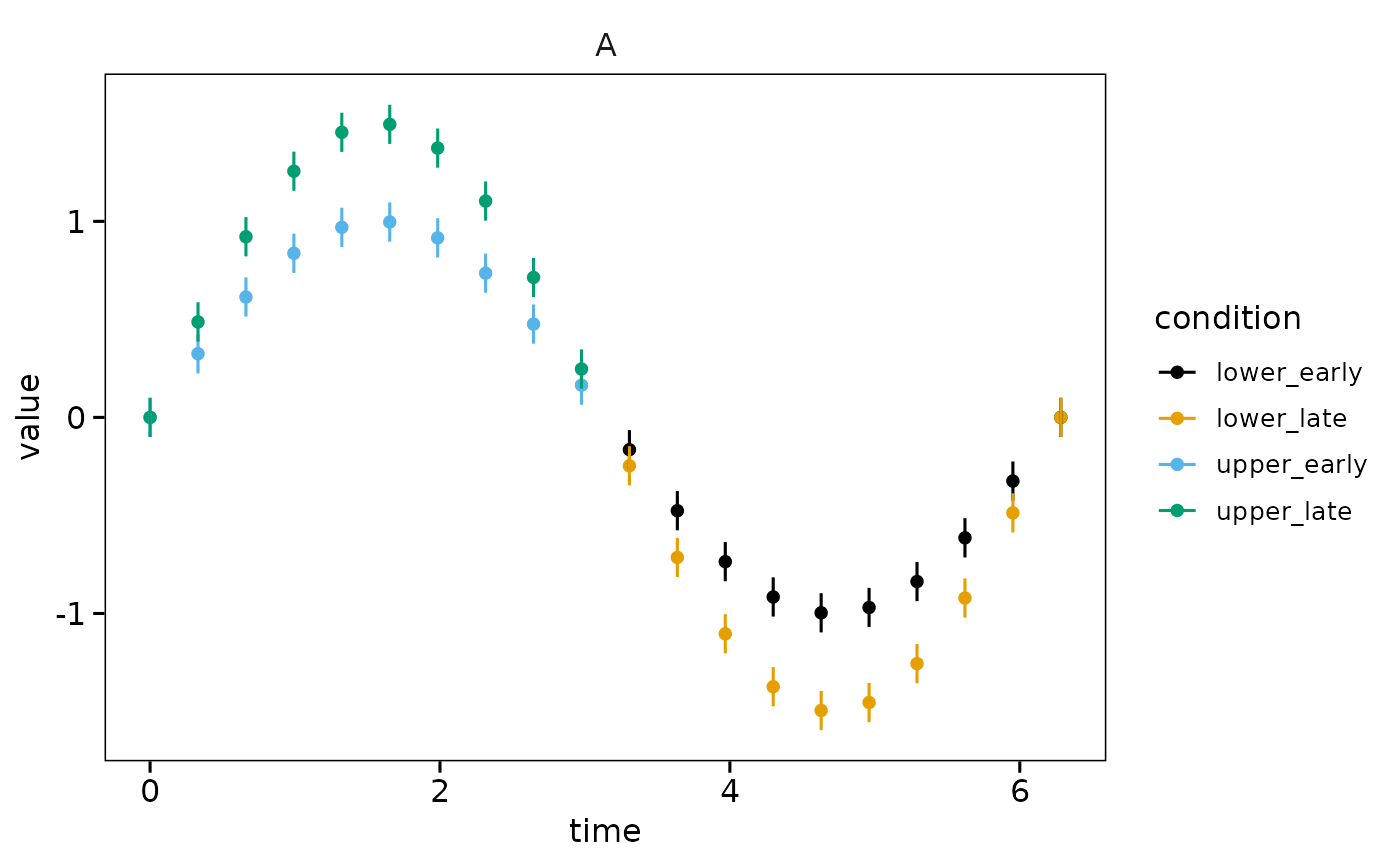 A
value
1
0
-1
0 2 4 6
time
condition
lower_early
lower_late
upper_early
upper_late